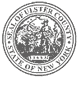 SEAL OF ULSTER COUNTY
STATE OF NEW YORK